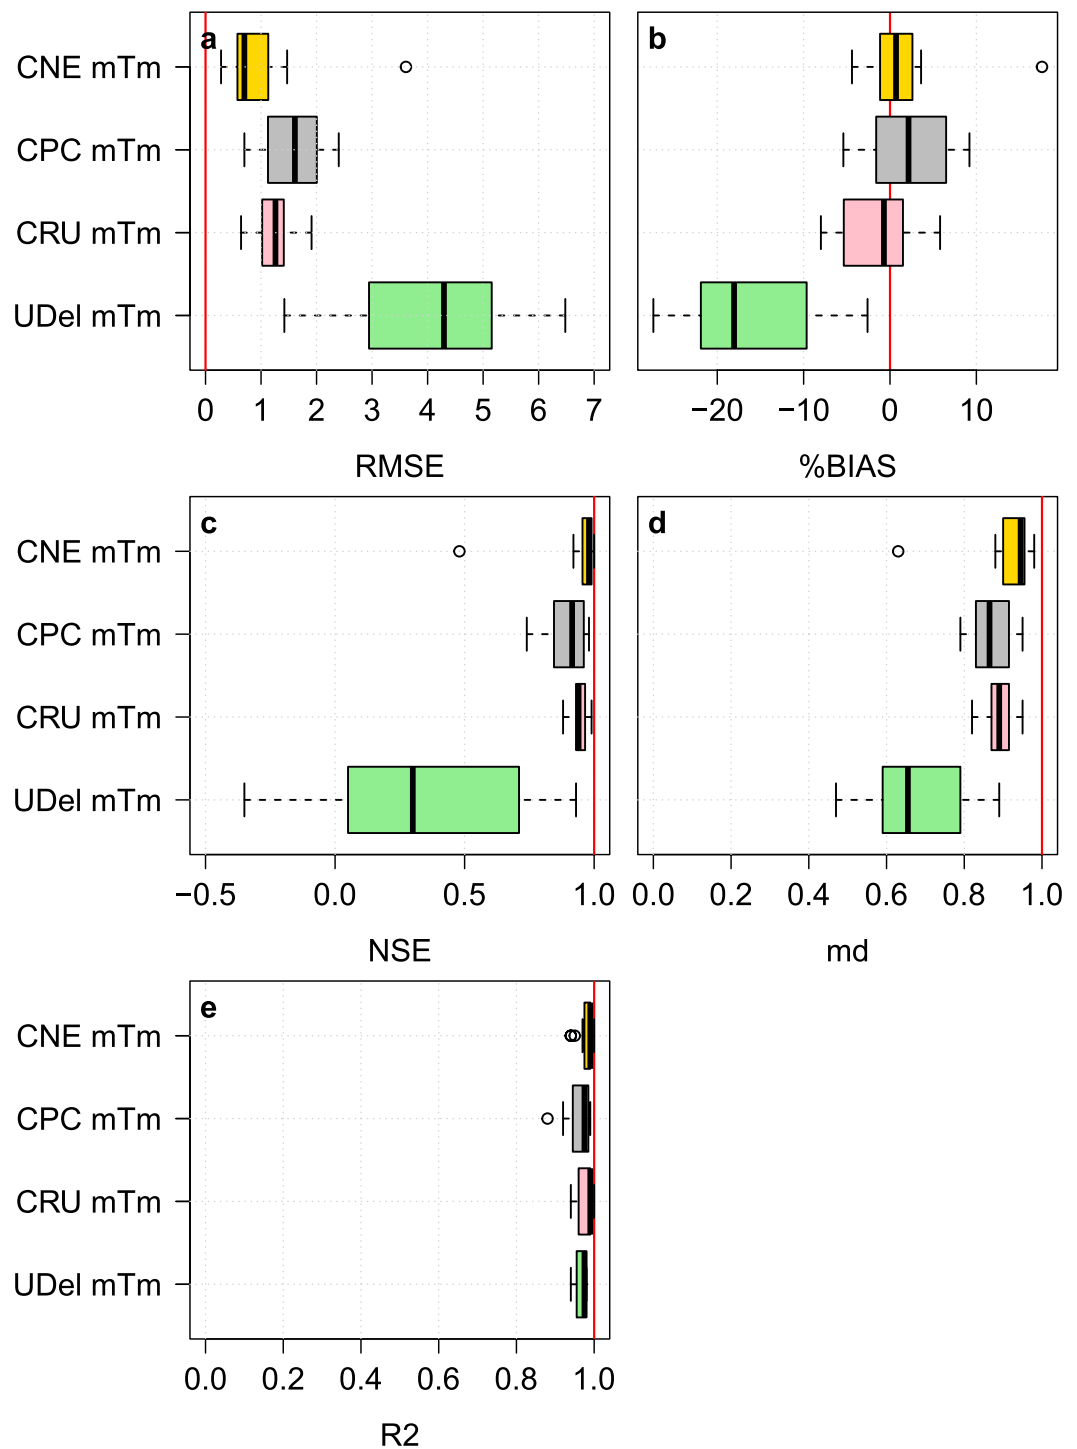 a
b
CNE mTm
CPC mTm
CRU mTm
UDel mTm
0 1 2 3 4 5 6 7
−20 −10 0 10
RMSE
%BIAS
c
d
CNE mTm
CPC mTm
CRU mTm
UDel mTm
−0.5 0.0 0.5 1.0
0.0 0.2 0.4 0.6 0.8 1.0
NSE
md
e
CNE mTm
CPC mTm
CRU mTm
UDel mTm
0.0 0.2 0.4 0.6 0.8 1.0
R2